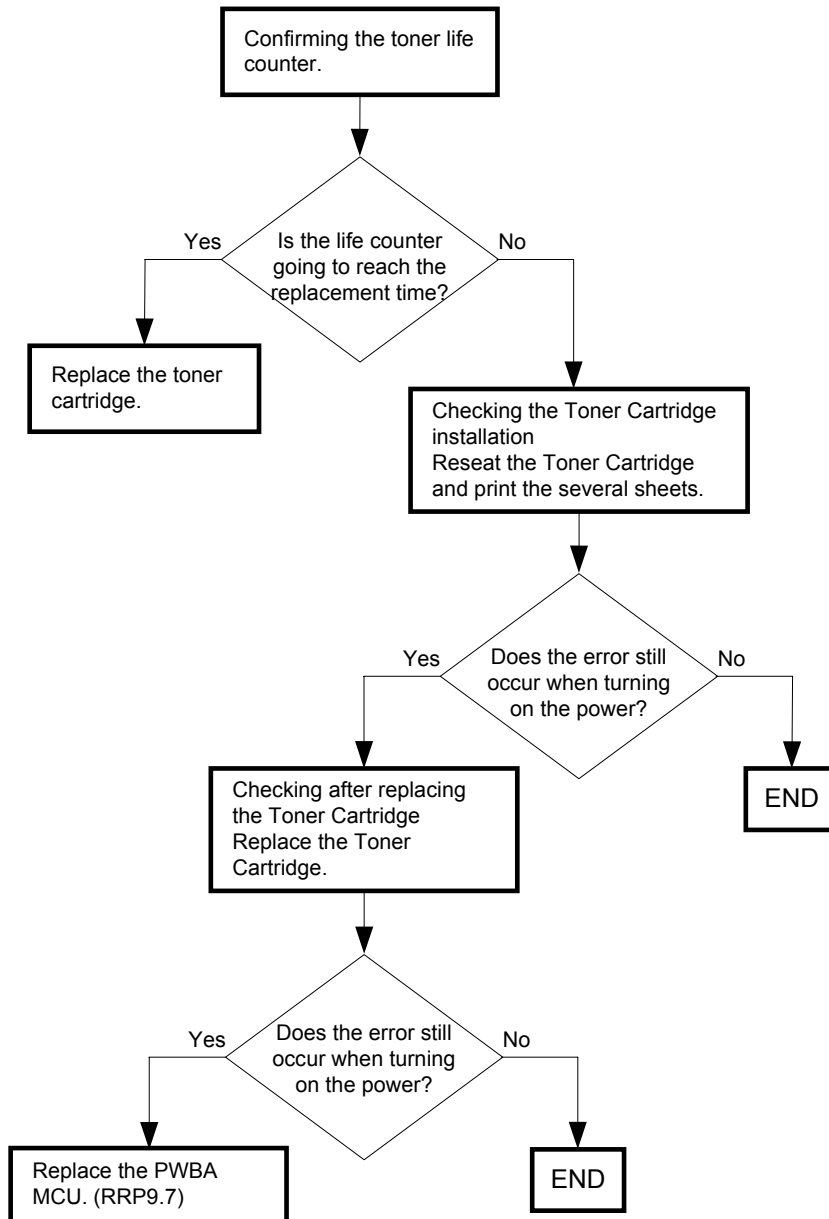 Confirming the toner life
counter.
Yes
Is the life counter
going to reach the
replacement time?
No
Replace the toner
cartridge.
Checking the Toner Cartridge
installation
Reseat the Toner Cartridge
and print the several sheets.
Yes
Does the error still
occur when turning
on the power?
No
Checking after replacing
the Toner Cartridge
Replace the Toner
Cartridge.
END
Yes
Does the error still
occur when turning
on the power?
No
Replace the PWBA
MCU. (RRP9.7)
END